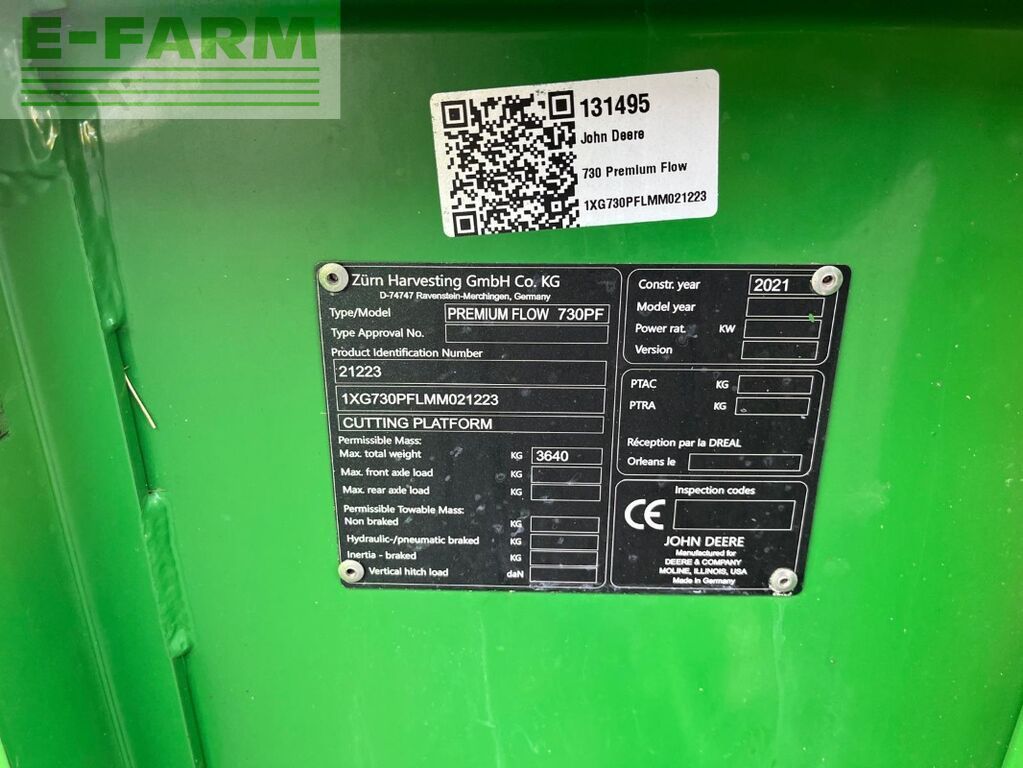 E-FARM
131495
John Deere
730 Premium Flow
1XG730PFLMM021223
Zürn Harvesting GmbH Co. KG
D-74747 Ravenstein-Merchingen, Germany
Type/Model PREMIUM FLOW 730PF
Type Approval No.
Product Identification Number
21223
1XG730PFLMM021223
CUTTING PLATFORM
Permissible Mass:
Max. total weight KG 3640
Max. front axle load KG
Max. rear axle load KG
Permissible Towable Mass:
Non braked KG
Hydraulic-/pneumatic braked KG
Inertia - braked KG
Vertical hitch load daN
Constr. year 2021
Model year
Power rat. KW
Version
PTAC KG
PTRA KG
Réception par la DREAL
Orleans le
Inspection codes
CE
JOHN DEERE
Manufactured for
DEERE & COMPANY
MOLINE, ILLINOIS, USA
Made in Germany